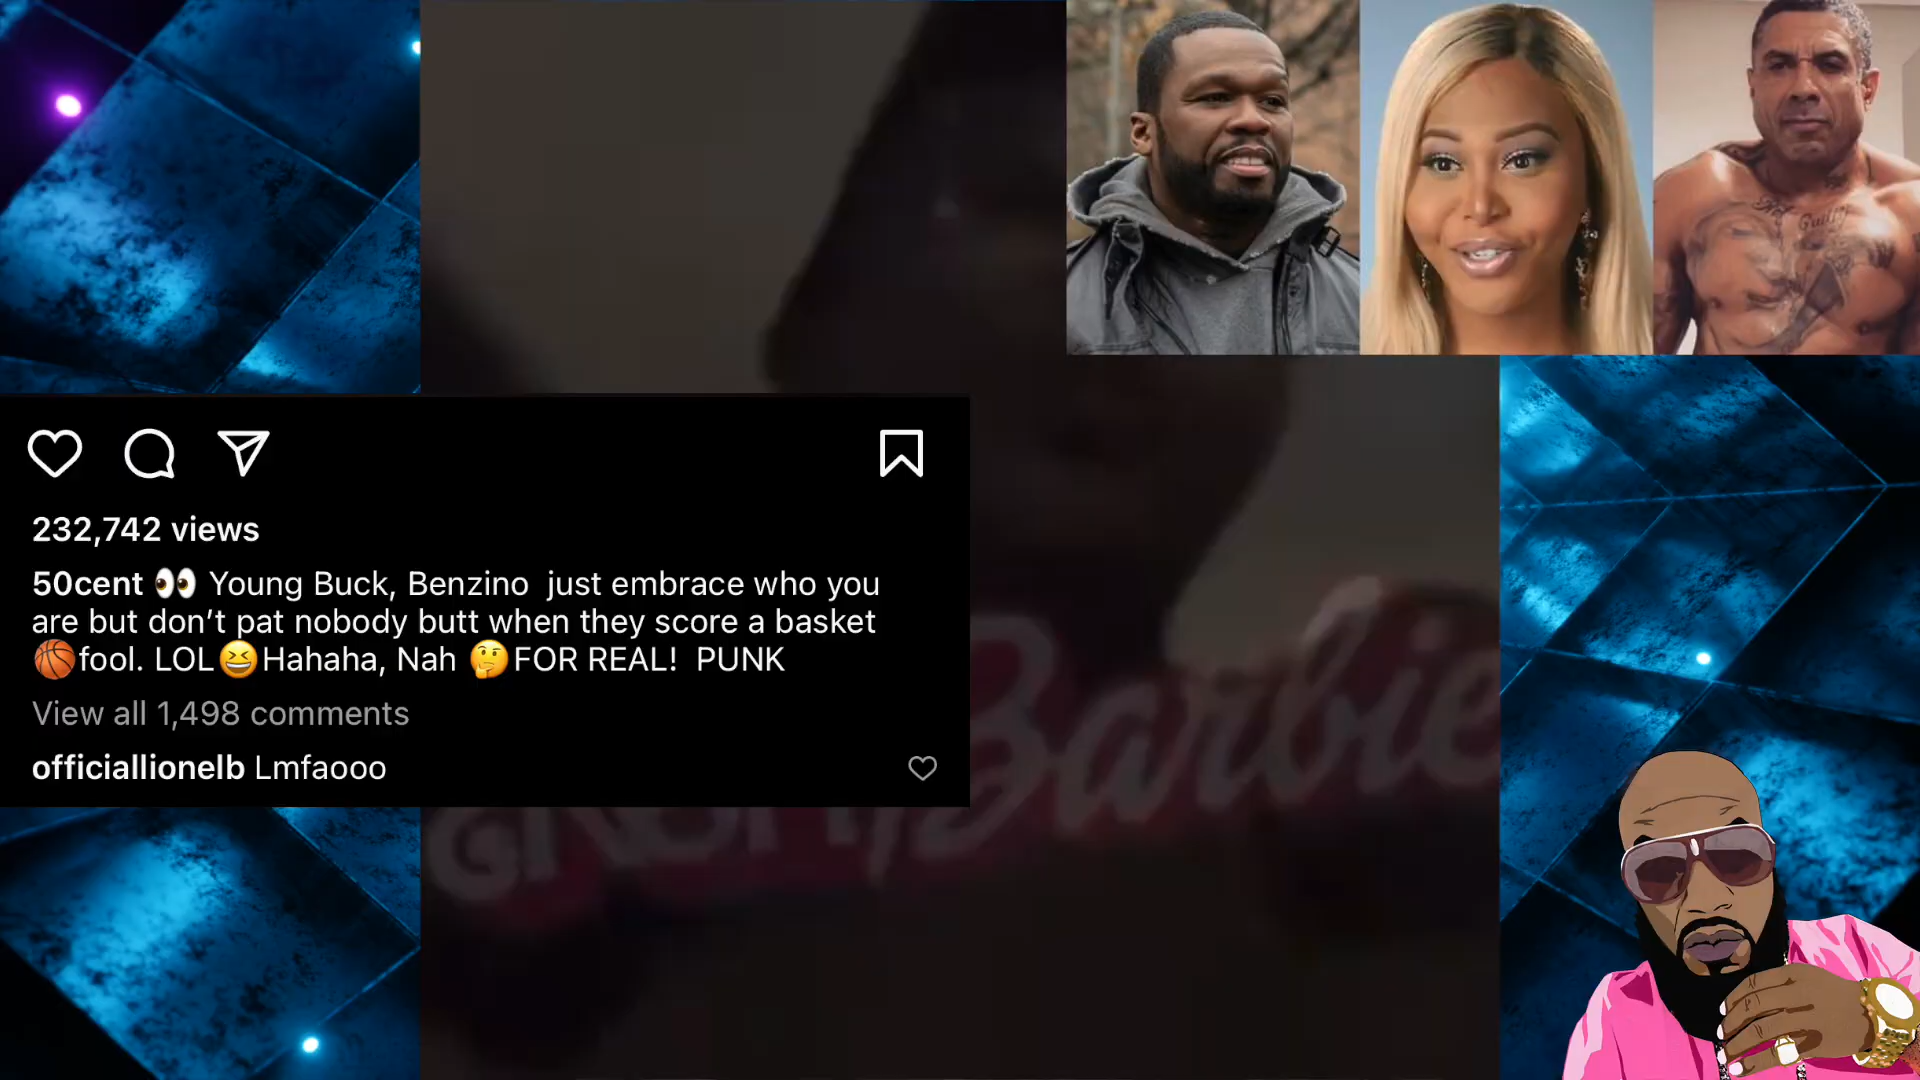 232,742 views
50cent 👀 Young Buck, Benzino just embrace who you
are but don’t pat nobody butt when they score a basket
🏀fool. LOL😆Hahaha, Nah 🤔FOR REAL! PUNK
View all 1,498 comments
officiallionelb Lmfaooo
Barbie